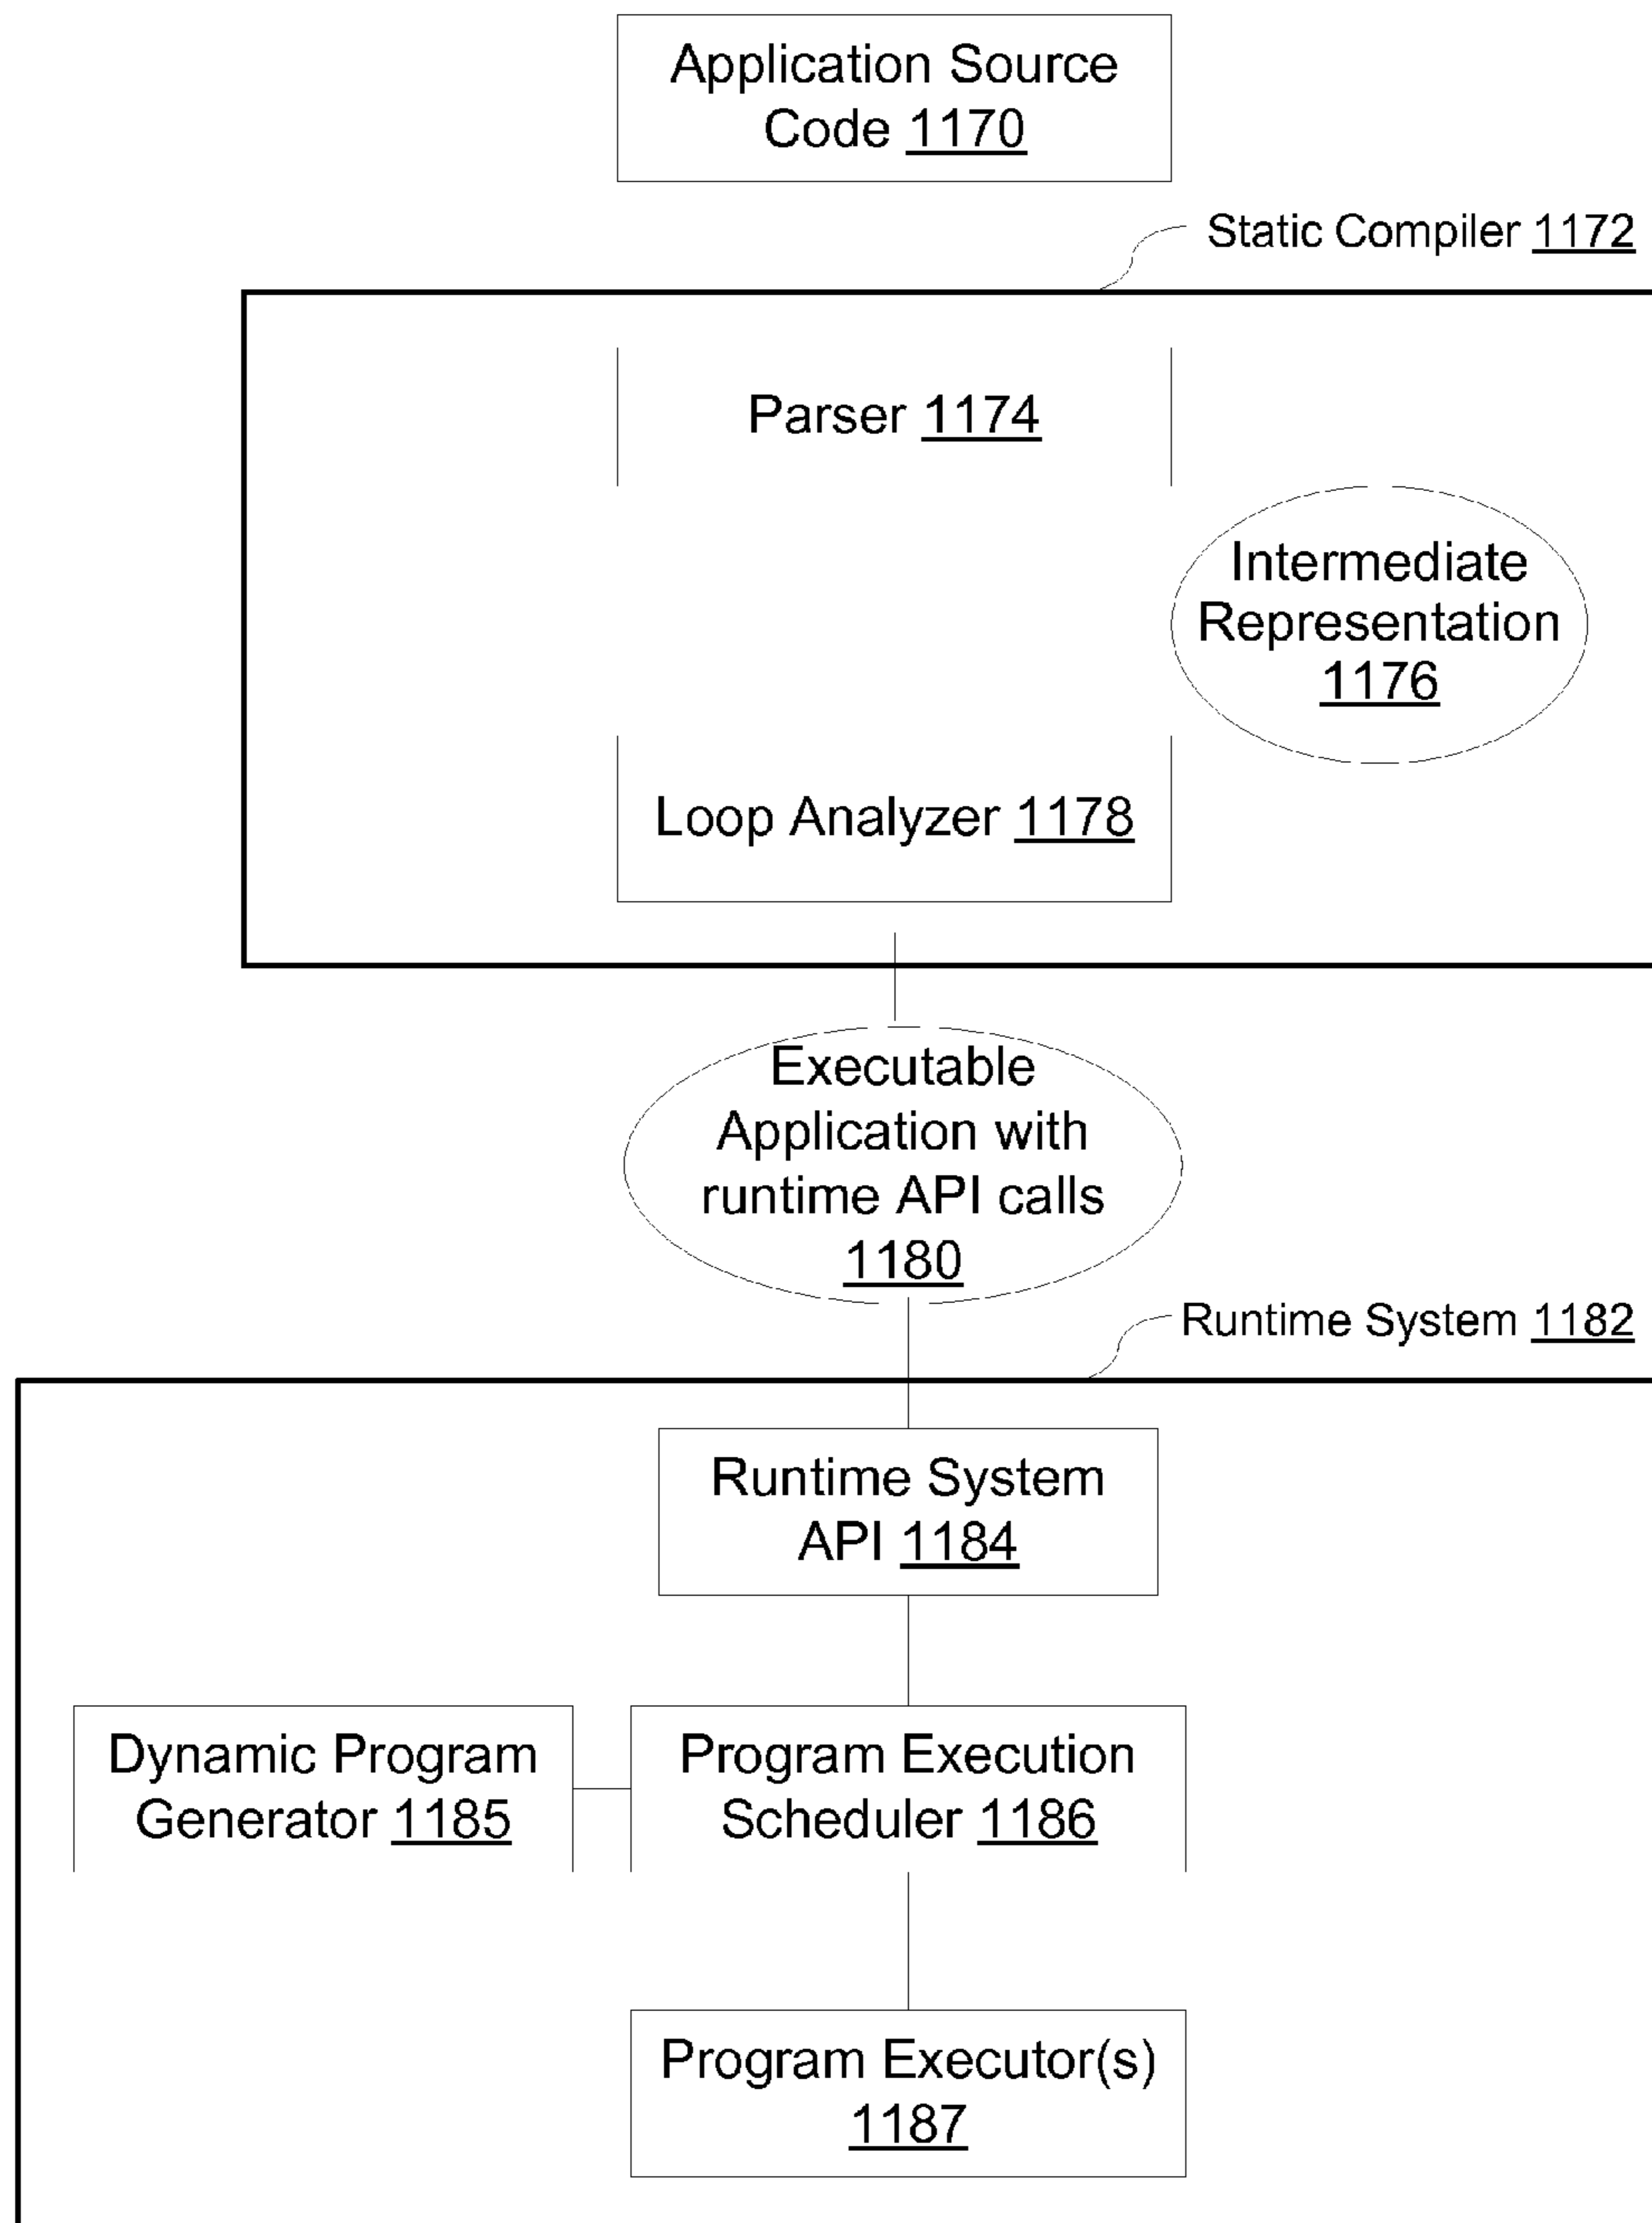 Application Source
Code 1170
Static Compiler 1172
Parser 1174
Intermediate
Representation
1176
Loop Analyzer 1178
Executable
Application with
runtime API calls
1180
Runtime System 1182
Runtime System
API 1184
Dynamic Program
Generator 1185
Program Execution
Scheduler 1186
Program Executor(s)
1187